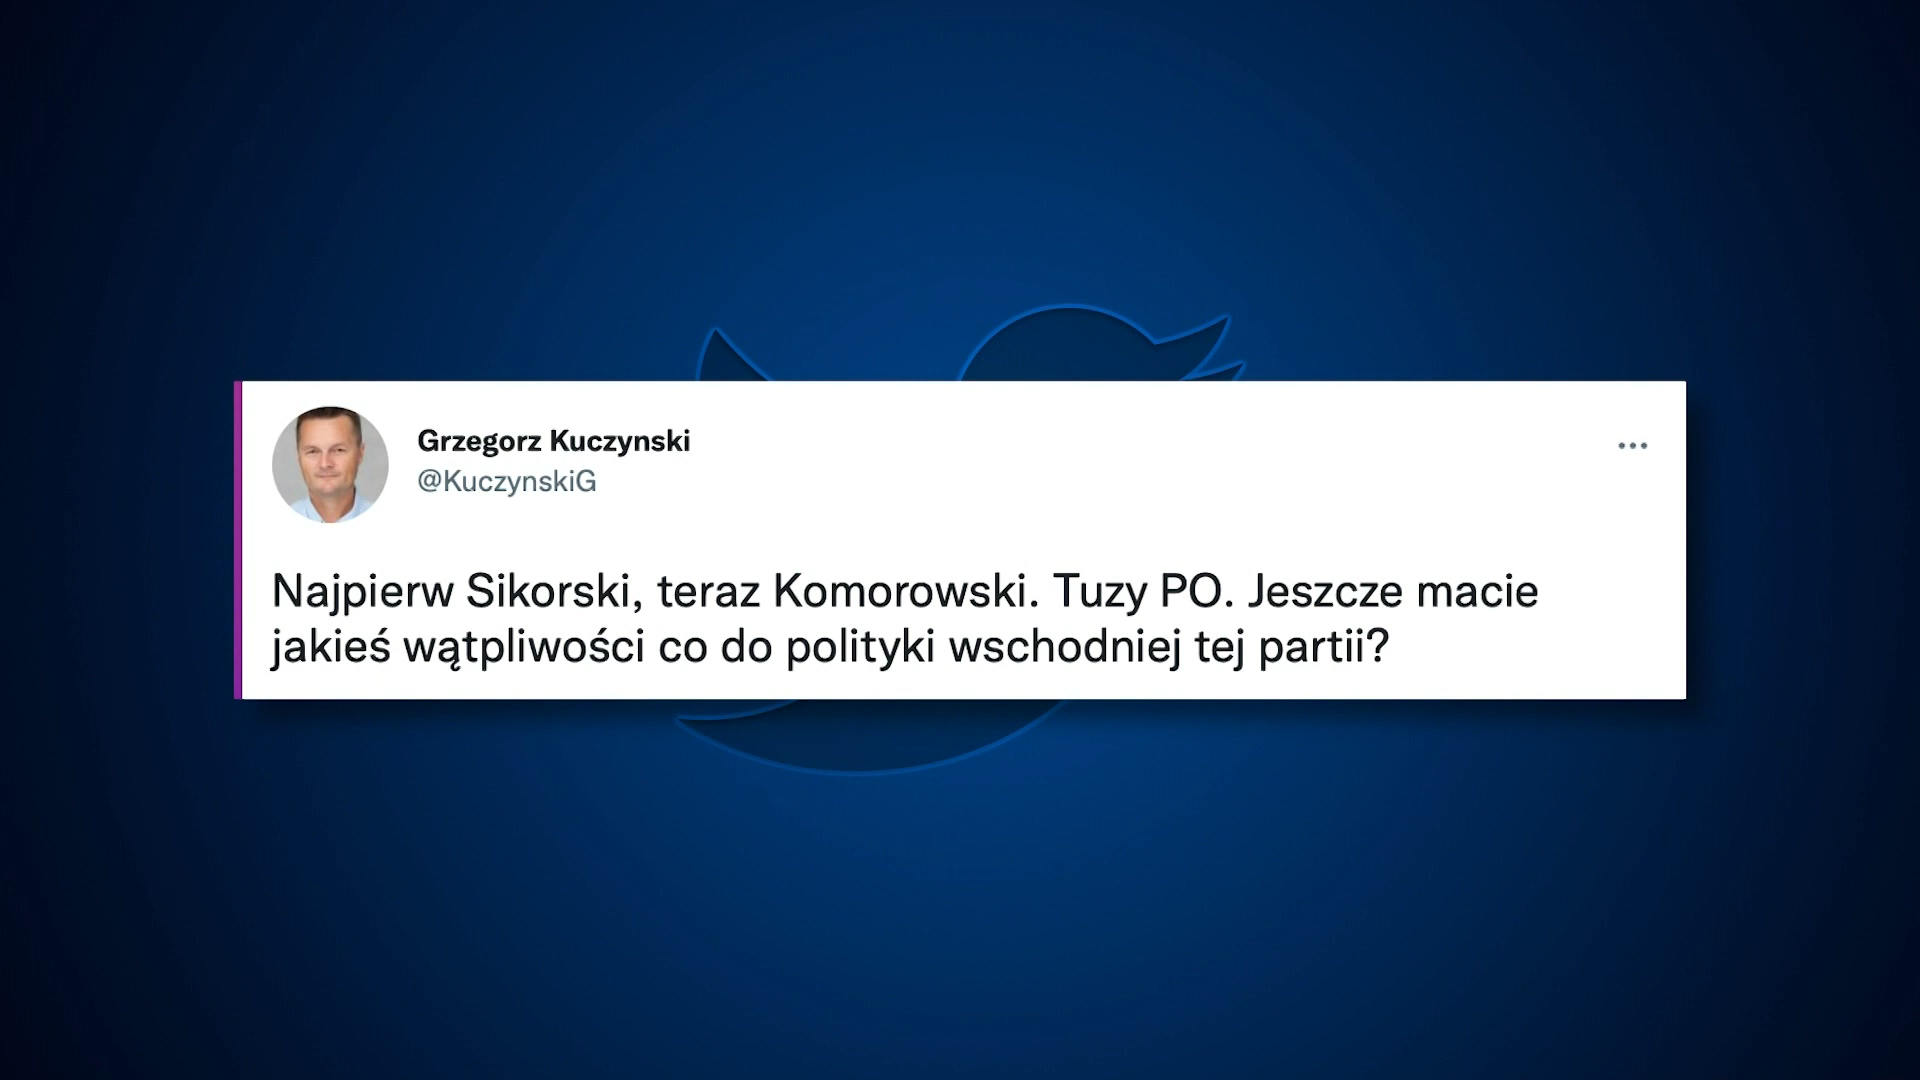 Grzegorz Kuczynski
@KuczynskiG
Najpierw Sikorski, teraz Komorowski. Tuzy PO. Jeszcze macie
jakieś wątpliwości co do polityki wschodniej tej partii?